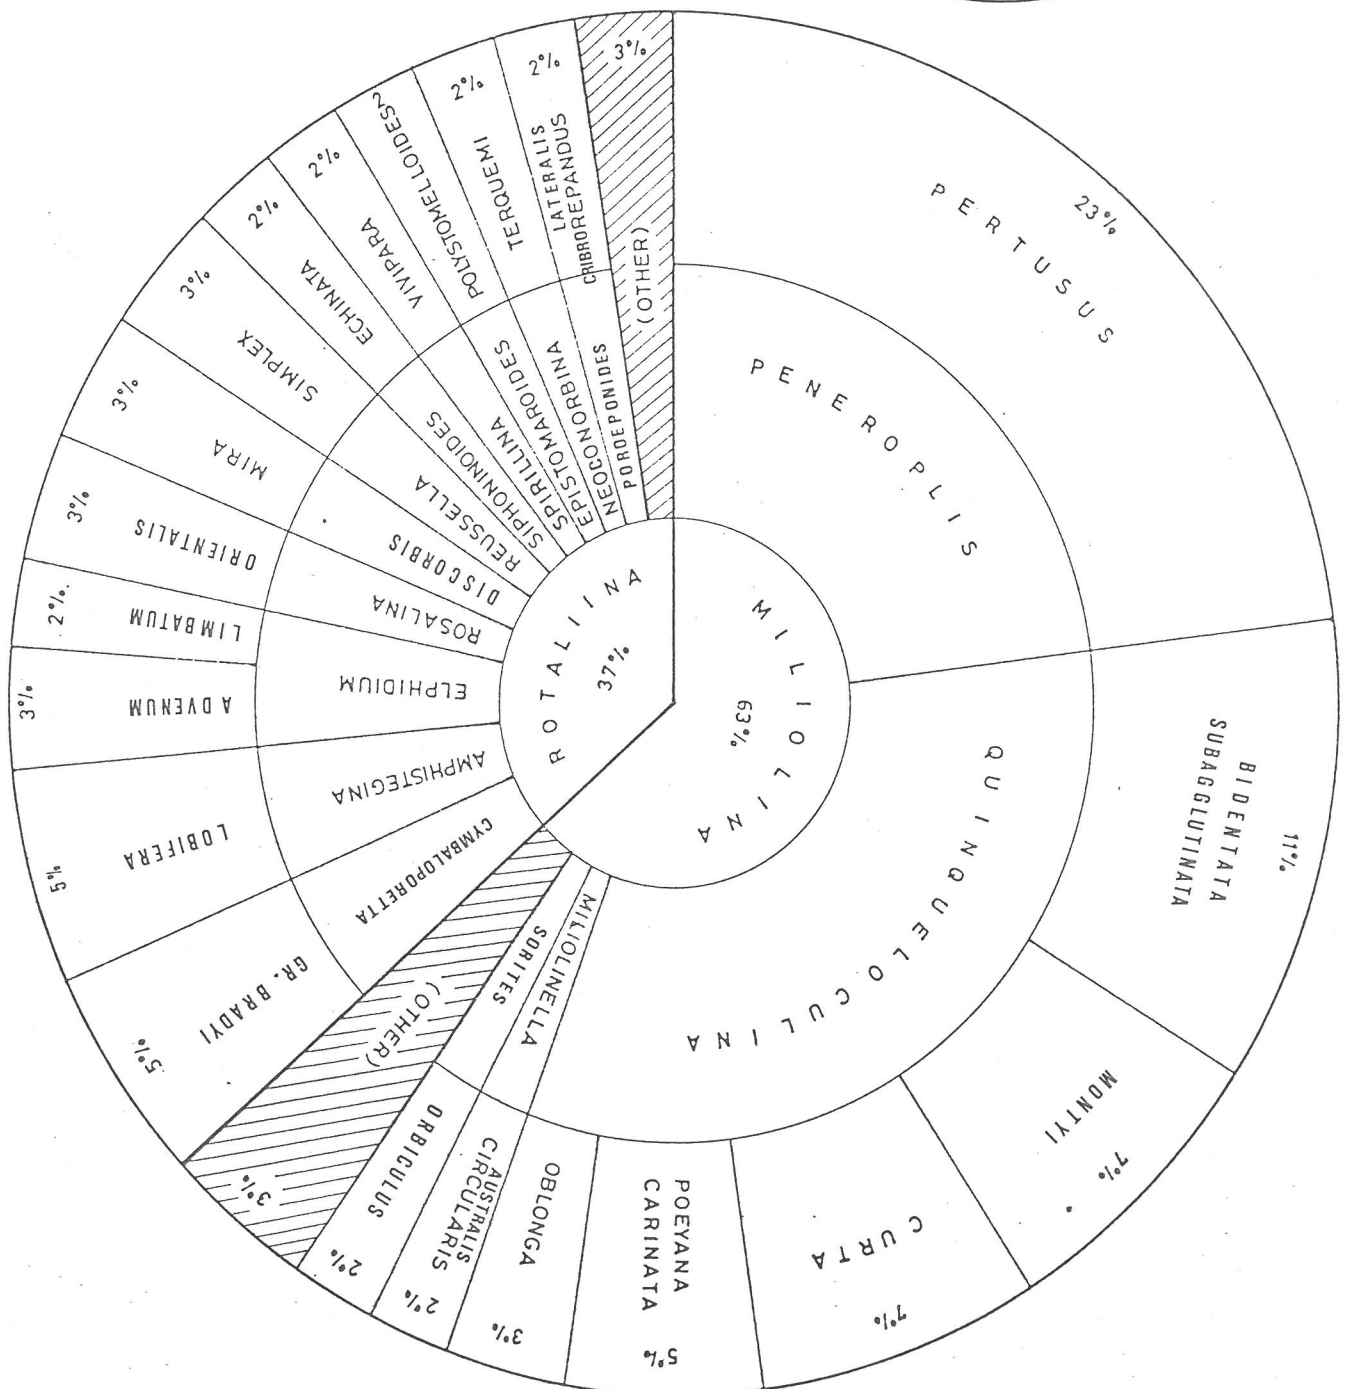 MILIOLINA
63%
PENEROPLIS
PERTUSUS
23%
QUINQUELOCULINA
BIDENTATA
SUBAGGLUTINATA
11%
MONTYI
7%
CURTA
7%
POEYANA
CARINATA
5%
OBLONGA
3%
MILIOLINELLA
AUSTRALIS
CIRCULARIS
2%
SORITES
ORBICULUS
2%
(OTHER)
3%
ROTALIINA
37%
CYMBALOPORETTA
GR. BRADYI
5%
AMPHISTEGINA
LOBIFERA
5%
ELPHIDIUM
ADVENUM
3%
LIMBATUM
2%
ROSALINA
ORIENTALIS
3%
DISCORBIS
MIRA
3%
REUSSELLA
SIMPLEX
3%
SIPHONINOIDES
ECHINATA
2%
SPIRILLINA
VIVIPARA
2%
EPISTOMAROIDES
POLYSTOMELLOIDES
2
NEOCONORBINA
TERQUEMI
2%
POROEPONIDES
LATERALIS
CRIBROREPANDUS
2%
(OTHER)
3%